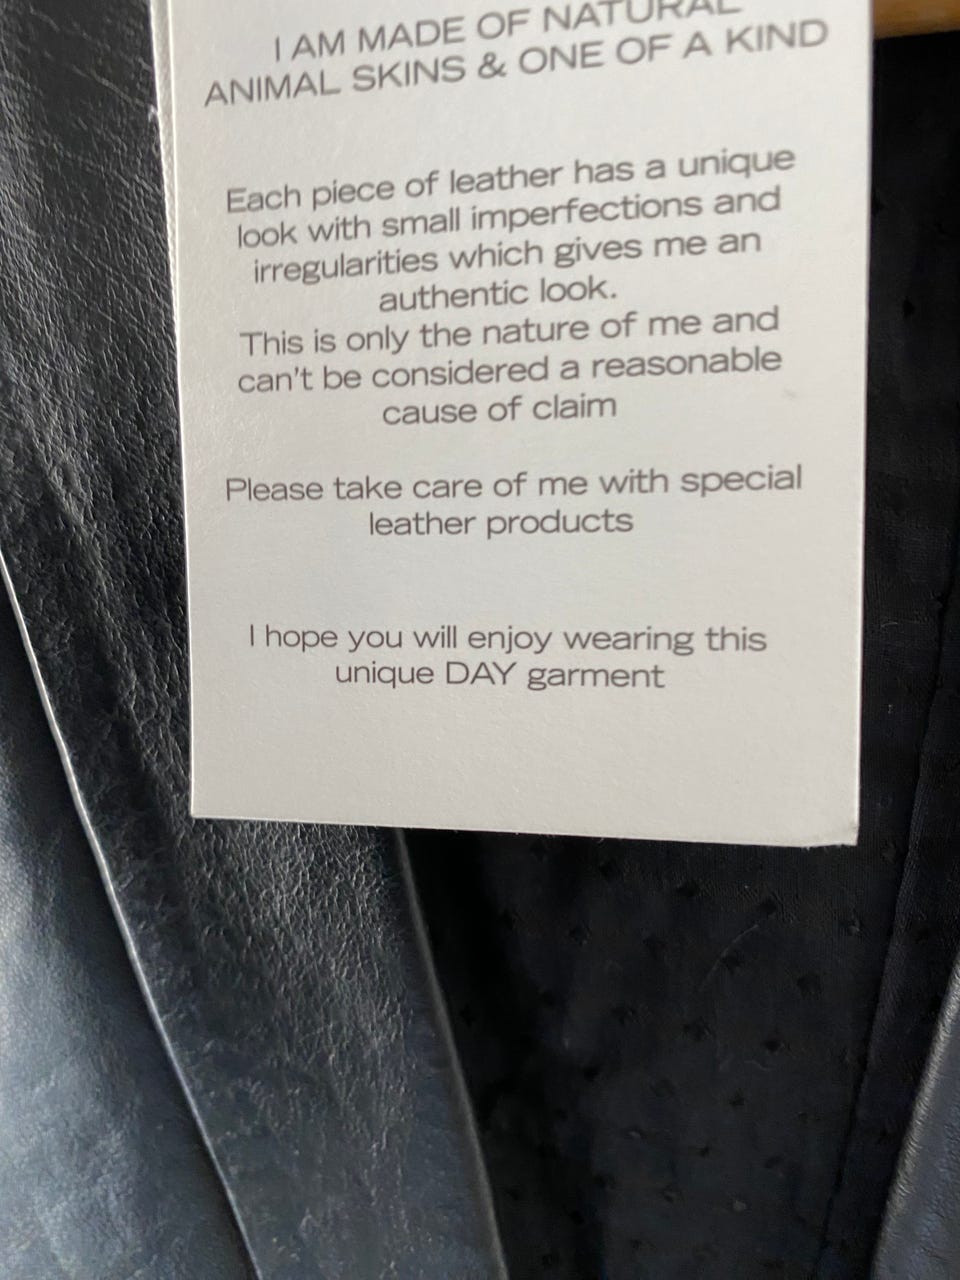 I AM MADE OF NATURAL
ANIMAL SKINS & ONE OF A KIND
Each piece of leather has a unique
look with small imperfections and
irregularities which gives me an
authentic look.
This is only the nature of me and
can't be considered a reasonable
cause of claim
Please take care of me with special
leather products
I hope you will enjoy wearing this
unique DAY garment